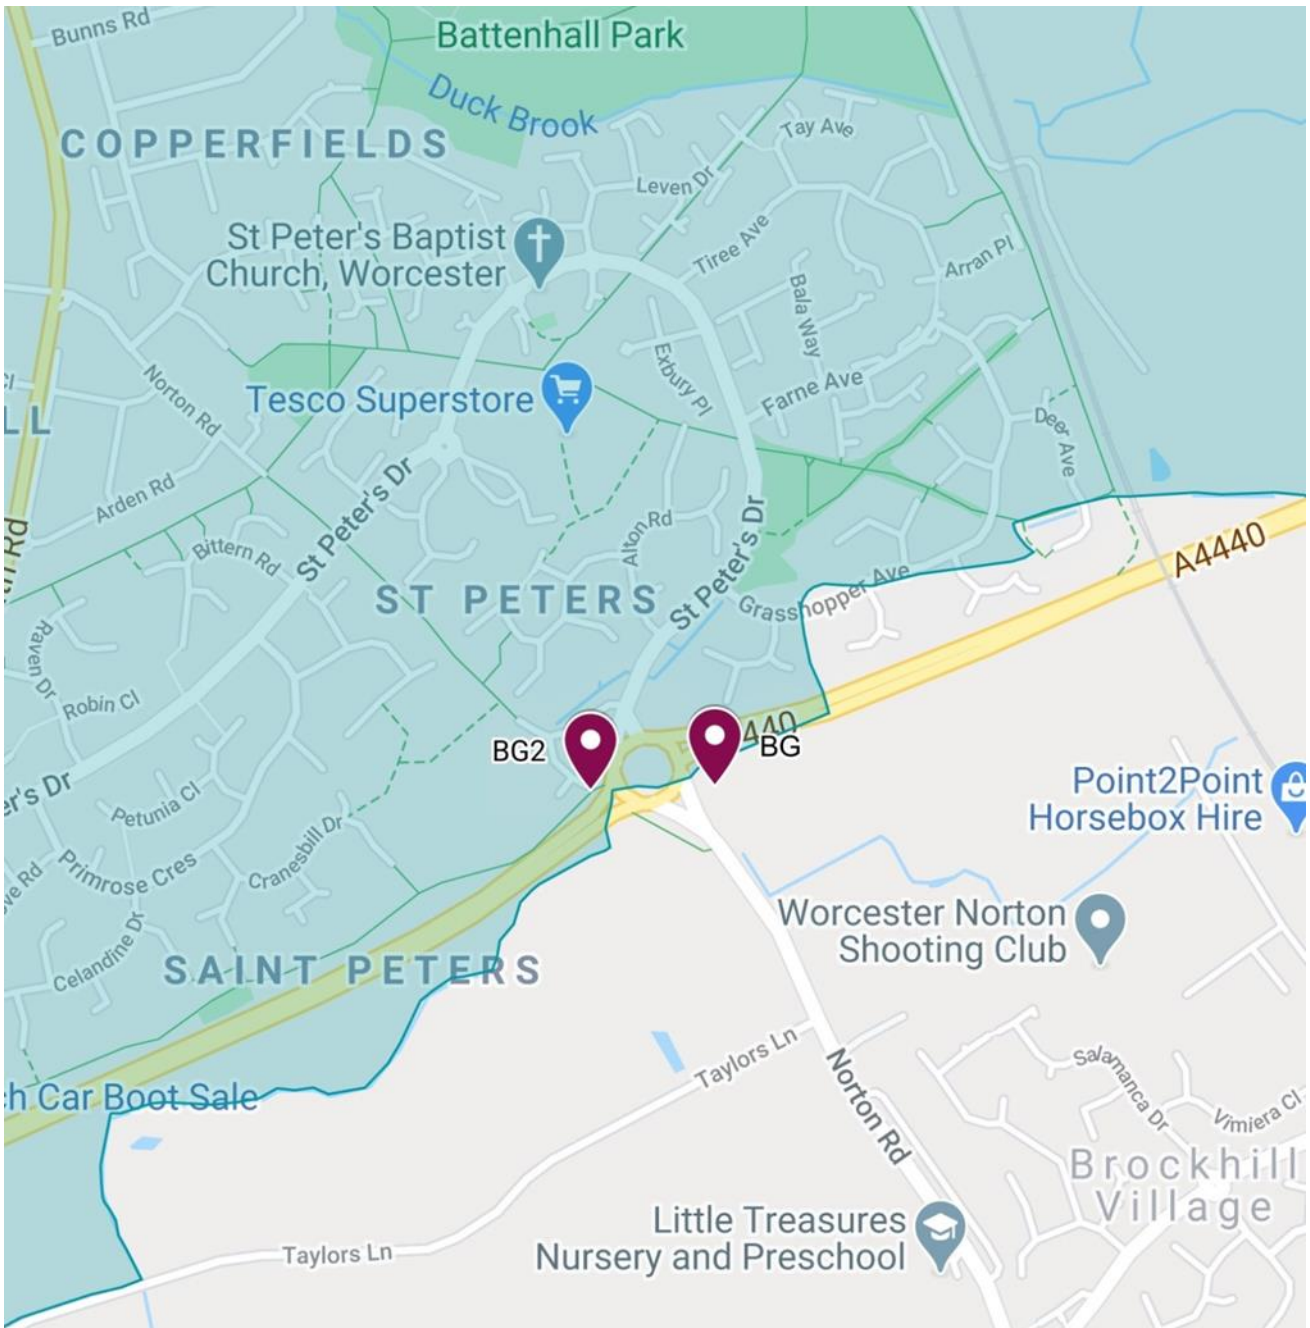 Bunns Rd
Battenhall Park
Duck Brook
COPPERFIELDS
Tay Ave
Leven Dr
St Peter's Baptist
Church, Worcester
Tiree Ave
Arran Pl
Bala Way
Norton Rd
Exbury Pl
Tesco Superstore
Farne Ave
LL
Deer Ave
Arden Rd
St Peter's Dr
Bittern Rd
Alton Rd
St Peter's Dr
A4440
ST PETERS
Grasshopper Ave
Raven Dr
Robin Cl
BG2
440
BG
er's Dr
Petunia Cl
Cranesbill Dr
Primrose Cres
Point2Point
Horsebox Hire
Celandine Dr
Worcester Norton
Shooting Club
SAINT PETERS
Taylors Ln
Norton Rd
Salamanca Dr
Vimiera Cl
h Car Boot Sale
Brockhill
Village
Little Treasures
Nursery and Preschool
Taylors Ln